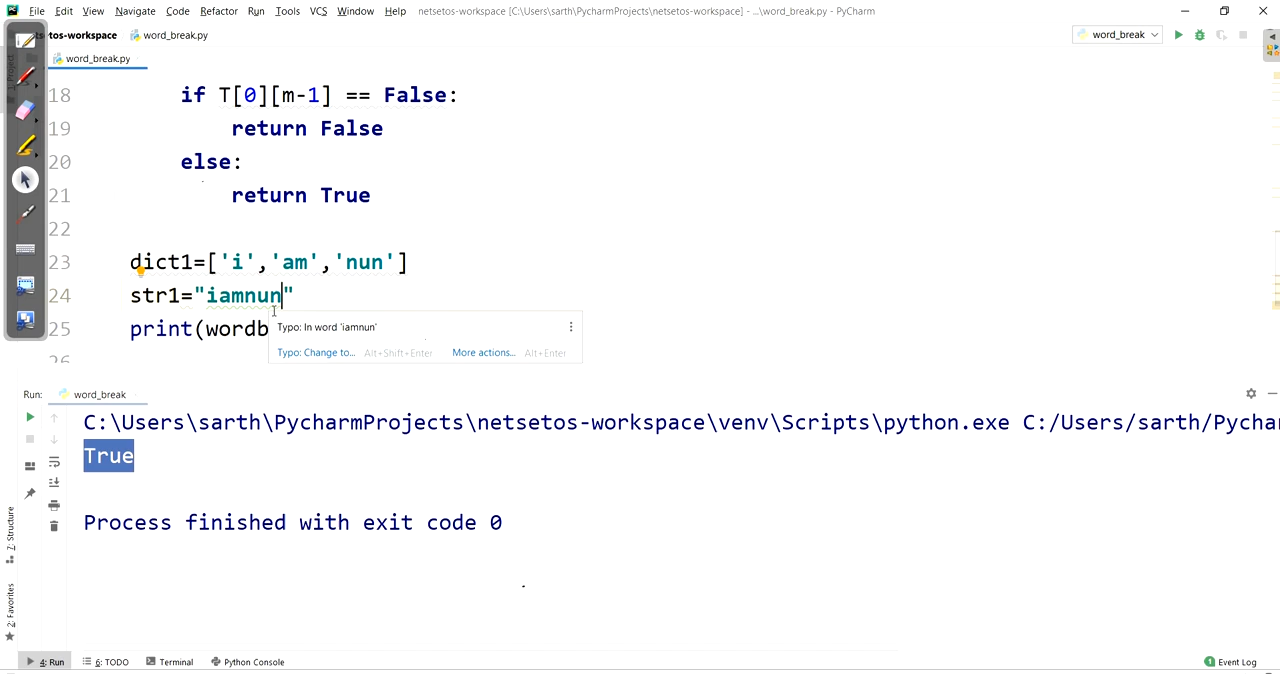 File Edit View Navigate Code Refactor Run Tools VCS Window Help netsetos-workspace [C:\Users\sarth\PycharmProjects\netsetos-workspace] - ...\word_break.py - PyCharm
tsetos-workspace word_break.py word_break
word_break.py
18 if T[0][m-1] == False:
19 return False
20 else:
21 return True
22
23 dict1=['i','am','nun']
24 str1="iamnun"
25 print(wordb
Typo: In word 'iamnun'
Typo: Change to... Alt+Shift+Enter More actions... Alt+Enter
26
Run: word_break
C:\Users\sarth\PycharmProjects\netsetos-workspace\venv\Scripts\python.exe C:/Users/sarth/Pychar
True
Process finished with exit code 0
7: Structure
2: Favorites
4: Run 6: TODO Terminal Python Console 1 Event Log